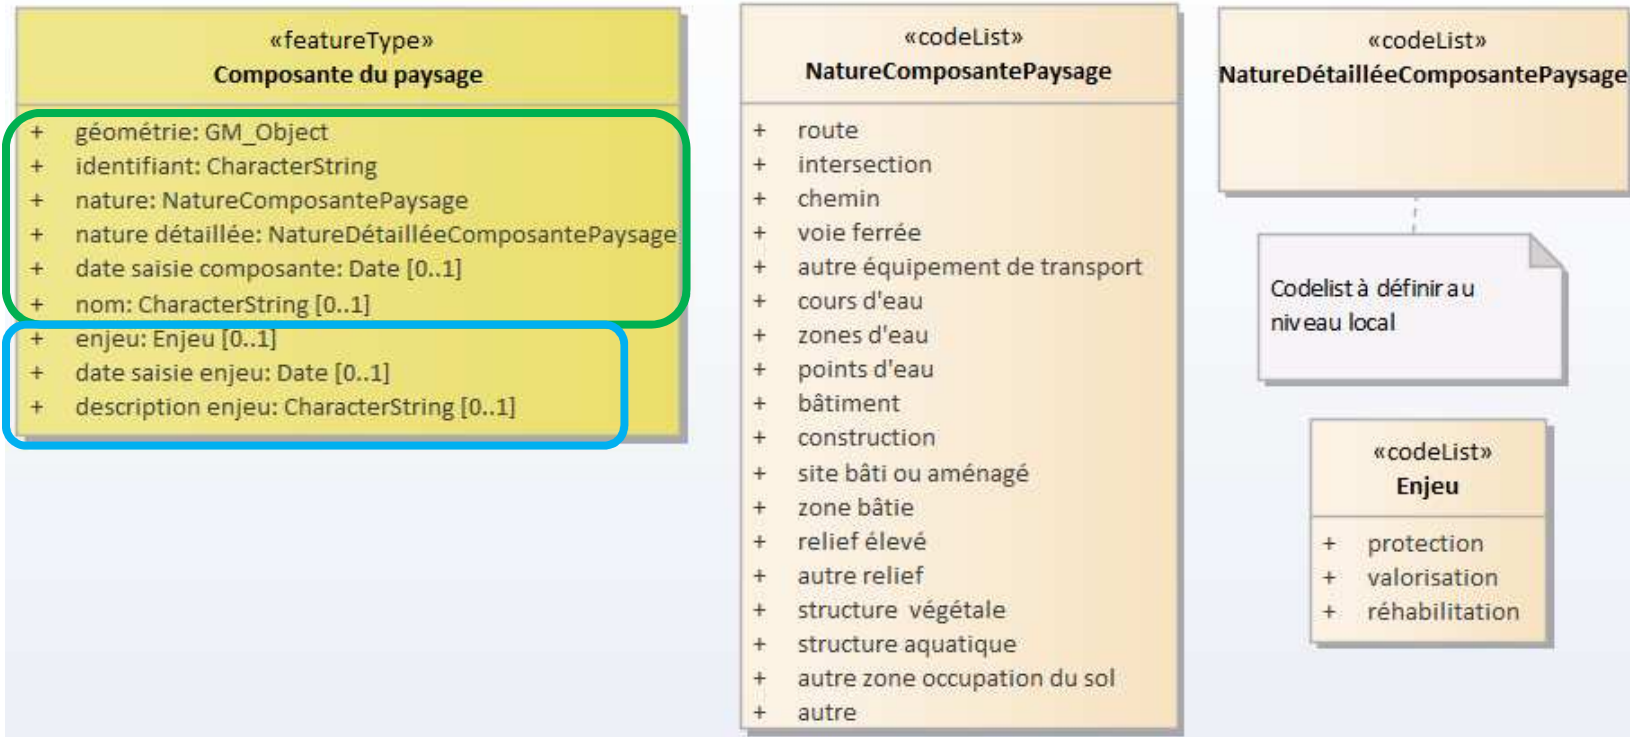 «featureType»
Composante du paysage
+ géométrie: GM_Object
+ identifiant: CharacterString
+ nature: NatureComposantePaysage
+ nature détaillée: NatureDétailléeComposantePaysage
+ date saisie composante: Date [0..1]
+ nom: CharacterString [0..1]
+ enjeu: Enjeu [0..1]
+ date saisie enjeu: Date [0..1]
+ description enjeu: CharacterString [0..1]
«codeList»
NatureComposantePaysage
+ route
+ intersection
+ chemin
+ voie ferrée
+ autre équipement de transport
+ cours d'eau
+ zones d'eau
+ points d'eau
+ bâtiment
+ construction
+ site bâti ou aménagé
+ zone bâtie
+ relief élevé
+ autre relief
+ structure végétale
+ structure aquatique
+ autre zone occupation du sol
+ autre
«codeList»
NatureDétailléeComposantePaysage
Codelist à définir au
niveau local
«codeList»
Enjeu
+ protection
+ valorisation
+ réhabilitation